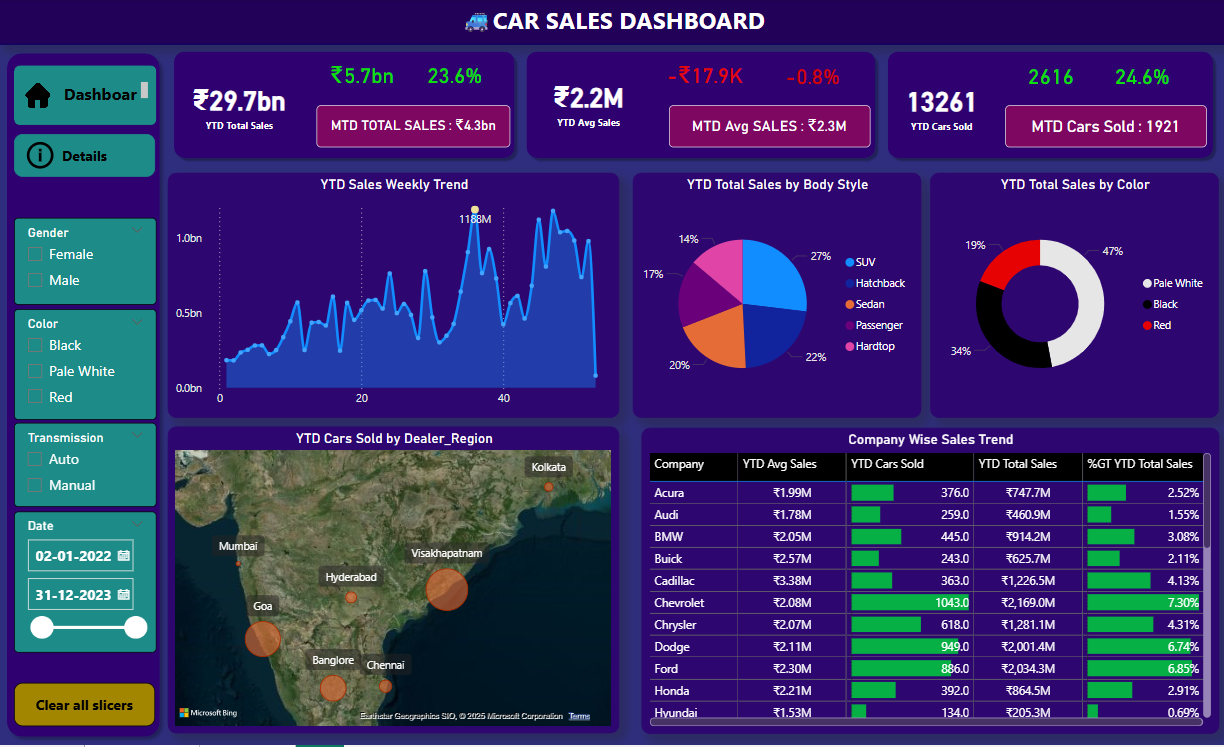 CAR SALES DASHBOARD
Dashboar
Details
Gender
Female
Male
Color
Black
Pale White
Red
Transmission
Auto
Manual
Date
02-01-2022
31-12-2023
Clear all slicers
₹29.7bn
YTD Total Sales
₹5.7bn 23.6%
MTD TOTAL SALES : ₹4.3bn
₹2.2M
YTD Avg Sales
-₹17.9K -0.8%
MTD Avg SALES : ₹2.3M
13261
YTD Cars Sold
2616 24.6%
MTD Cars Sold : 1921
YTD Sales Weekly Trend
1188M
1.0bn
0.5bn
0.0bn
0 20 40
YTD Total Sales by Body Style
27%
22%
20%
17%
14%
SUV
Hatchback
Sedan
Passenger
Hardtop
YTD Total Sales by Color
47%
34%
19%
Pale White
Black
Red
YTD Cars Sold by Dealer_Region
Kolkata
Mumbai
Visakhapatnam
Hyderabad
Goa
Banglore
Chennai
Microsoft Bing
Earthstar Geographics SIO, © 2025 Microsoft Corporation Terms
Company Wise Sales Trend
Company YTD Avg Sales YTD Cars Sold YTD Total Sales %GT YTD Total Sales
Acura ₹1.99M 376.0 ₹747.7M 2.52%
Audi ₹1.78M 259.0 ₹460.9M 1.55%
BMW ₹2.05M 445.0 ₹914.2M 3.08%
Buick ₹2.57M 243.0 ₹625.7M 2.11%
Cadillac ₹3.38M 363.0 ₹1,226.5M 4.13%
Chevrolet ₹2.08M 1043.0 ₹2,169.0M 7.30%
Chrysler ₹2.07M 618.0 ₹1,281.1M 4.31%
Dodge ₹2.11M 949.0 ₹2,001.4M 6.74%
Ford ₹2.30M 886.0 ₹2,034.3M 6.85%
Honda ₹2.21M 392.0 ₹864.5M 2.91%
Hyundai ₹1.53M 134.0 ₹205.3M 0.69%